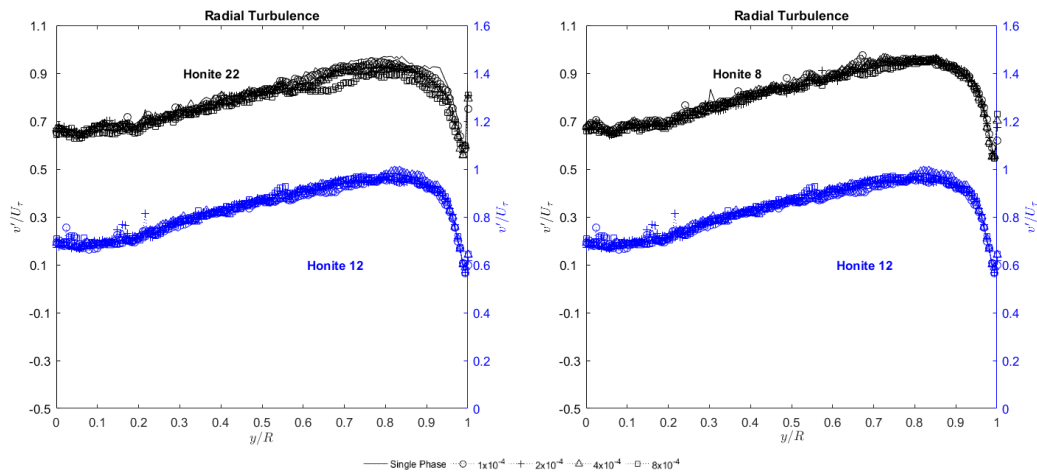 Radial Turbulence
1.1
0.9
0.7
0.5
0.3
0.1
-0.1
-0.3
-0.5
v′/Uτ
Honite 22
Honite 12
1.6
1.4
1.2
1
0.8
0.6
0.4
0.2
0
v′/Uτ
0 0.1 0.2 0.3 0.4 0.5 0.6 0.7 0.8 0.9 1
y/R
Radial Turbulence
1.1
0.9
0.7
0.5
0.3
0.1
-0.1
-0.3
-0.5
v′/Uτ
Honite 8
Honite 12
1.6
1.4
1.2
1
0.8
0.6
0.4
0.2
0
v′/Uτ
0 0.1 0.2 0.3 0.4 0.5 0.6 0.7 0.8 0.9 1
y/R
Single Phase 1x10⁻⁴ 2x10⁻⁴ 4x10⁻⁴ 8x10⁻⁴